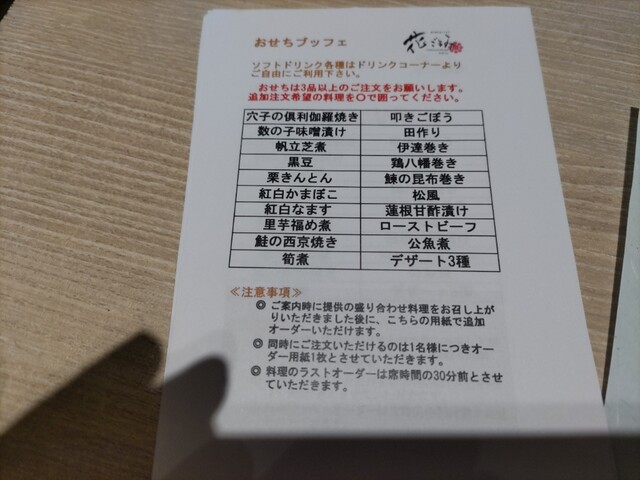 おせちブッフェ
花ごころ
ソフトドリンク各種はドリンクコーナーより
ご自由にご利用下さい。
おせちは3品以上のご注文をお願いします。
追加注文希望の料理を〇で囲ってください。
穴子の倶利伽羅焼き 叩きごぼう
数の子味噌漬け 田作り
帆立芝煮 伊達巻き
黒豆 鶏八幡巻き
栗きんとん 鰊の昆布巻き
紅白かまぼこ 松風
紅白なます 蓮根甘酢漬け
里芋福め煮 ローストビーフ
鮭の西京焼き 公魚煮
筍煮 デザート3種
≪注意事項≫
◎ ご案内時に提供の盛り合わせ料理をお召し上が
りいただきました後に、こちらの用紙で追加
オーダーいただけます。
◎ 同時にご注文いただけるのは1名様につきオー
ダー用紙1枚とさせていただきます。
◎ 料理のラストオーダーは席時間の30分前とさせ
ていただきます。